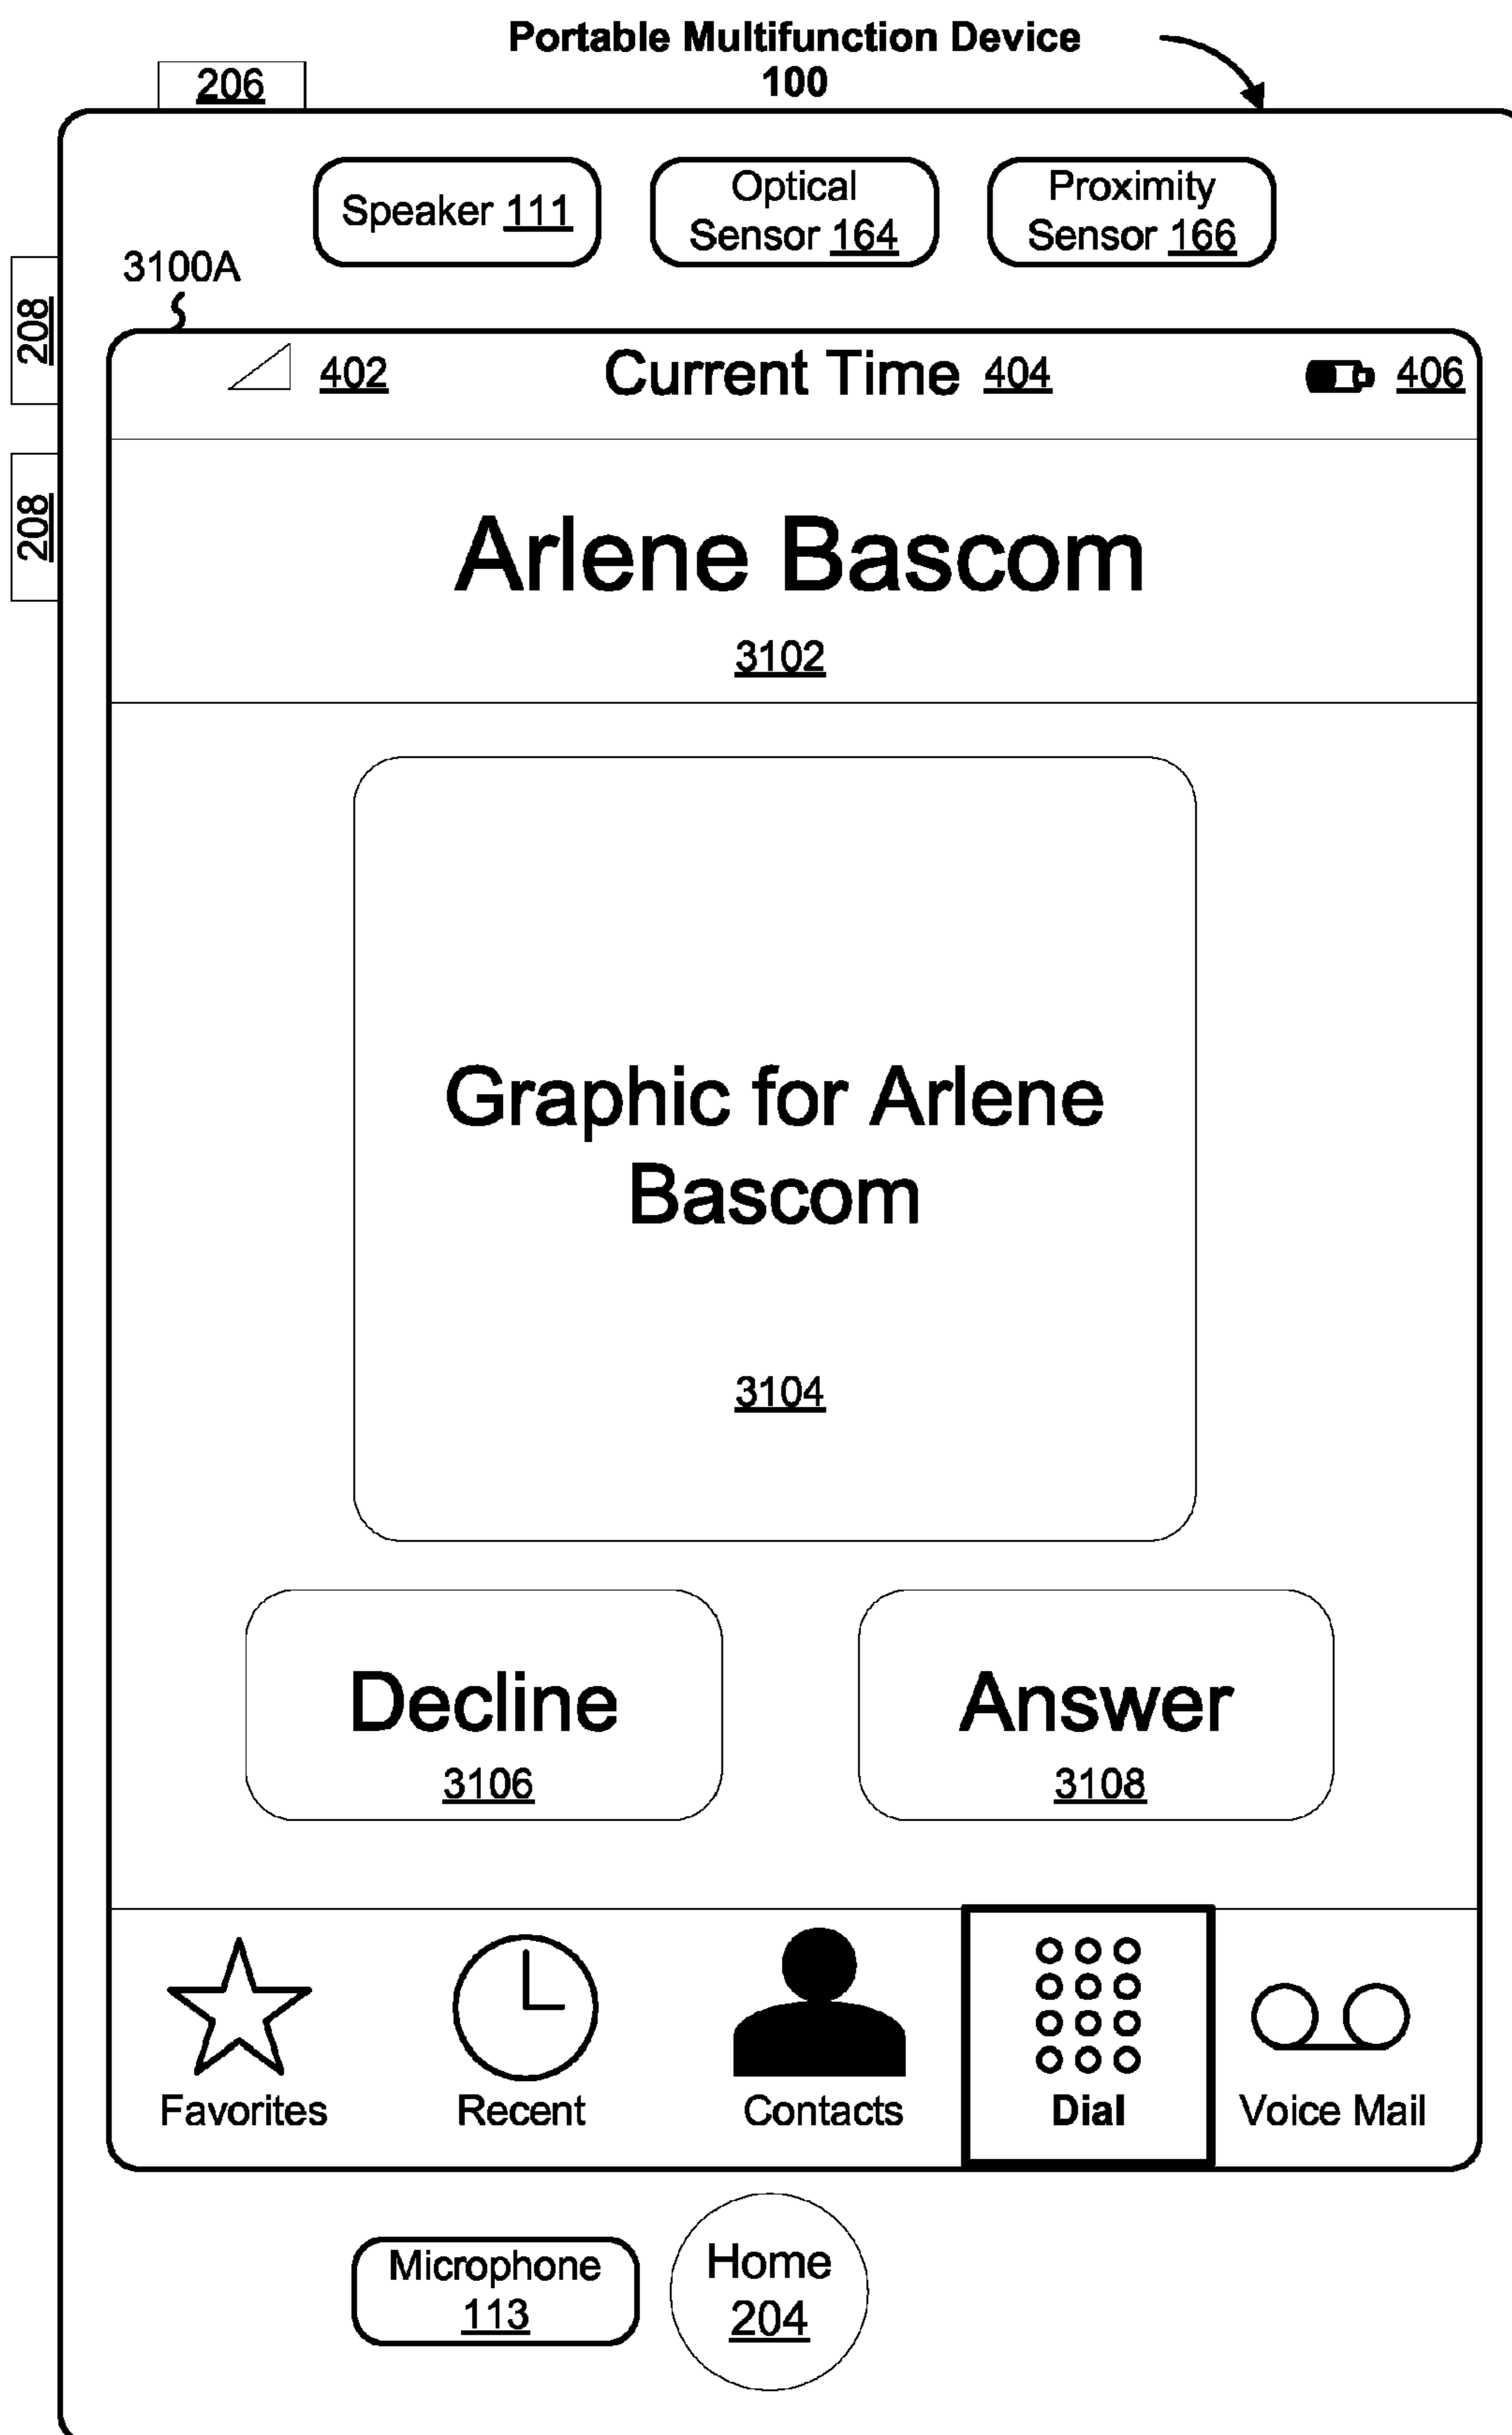 Portable Multifunction Device
100
206
Speaker 111
Optical
Sensor 164
Proximity
Sensor 166
3100A
208
208
402
Current Time 404
406
Arlene Bascom
3102
Graphic for Arlene
Bascom
3104
Decline
3106
Answer
3108
Favorites
Recent
Contacts
Dial
Voice Mail
Microphone
113
Home
204